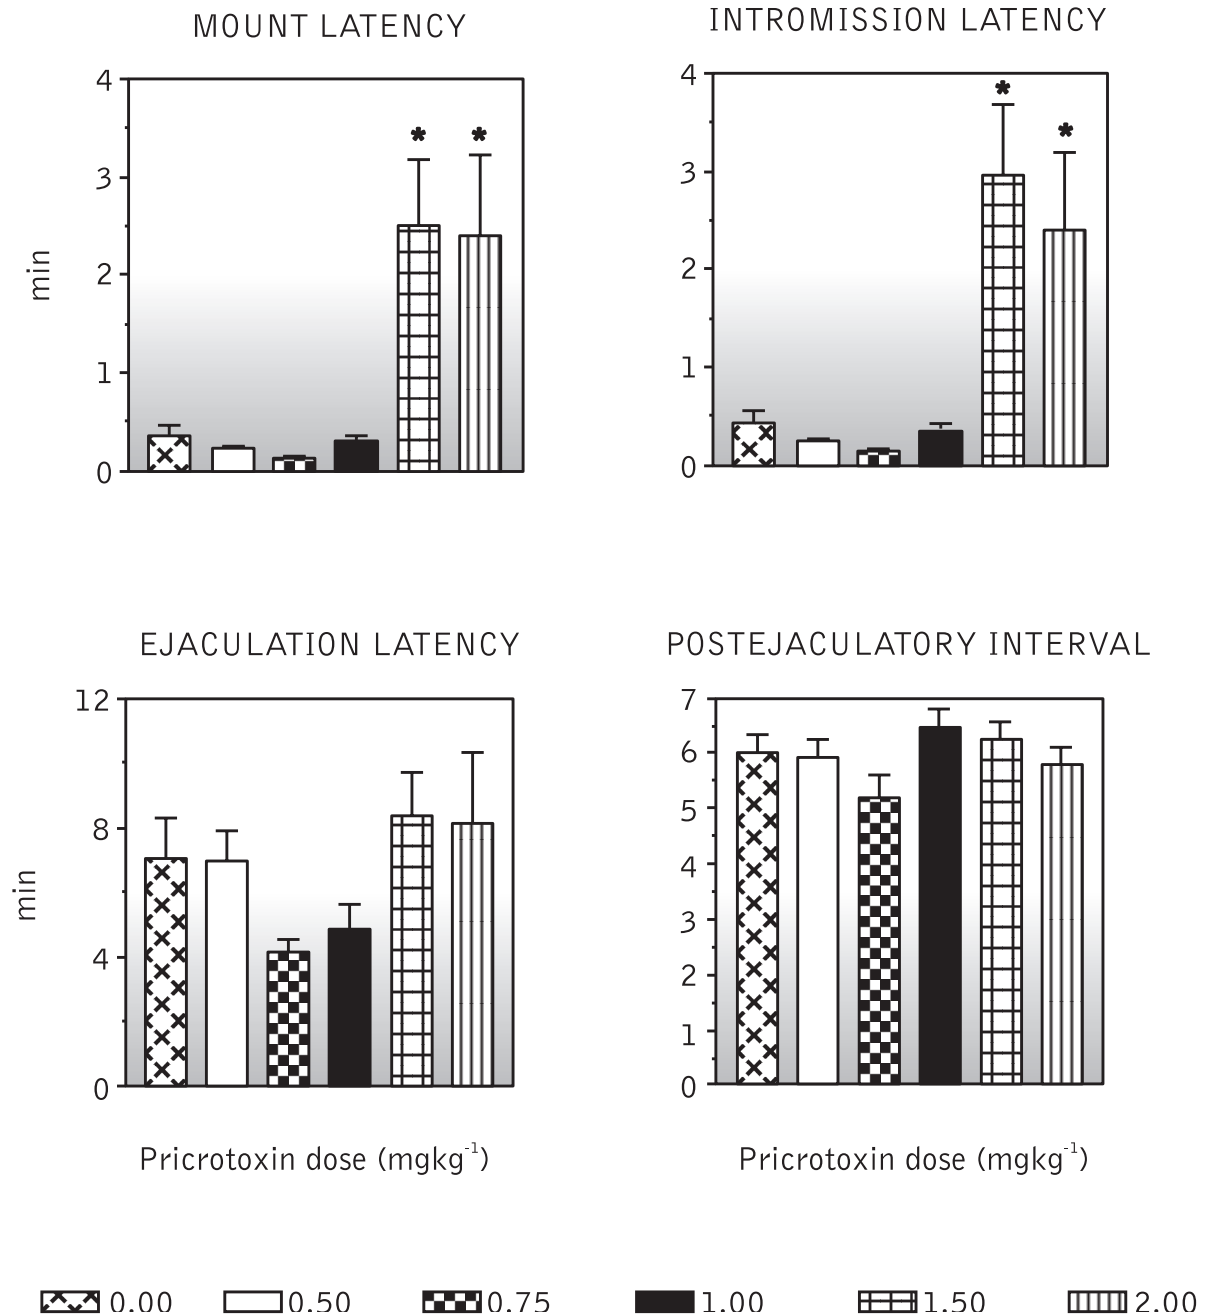 MOUNT LATENCY
INTROMISSION LATENCY
4
3
2
1
0
min
* *
4
3
2
1
0
* *
EJACULATION LATENCY
POSTEJACULATORY INTERVAL
12
8
4
0
min
7
6
5
4
3
2
1
0
Pricrotoxin dose (mgkg-1)
Pricrotoxin dose (mgkg-1)
0.00 0.50 0.75 1.00 1.50 2.00